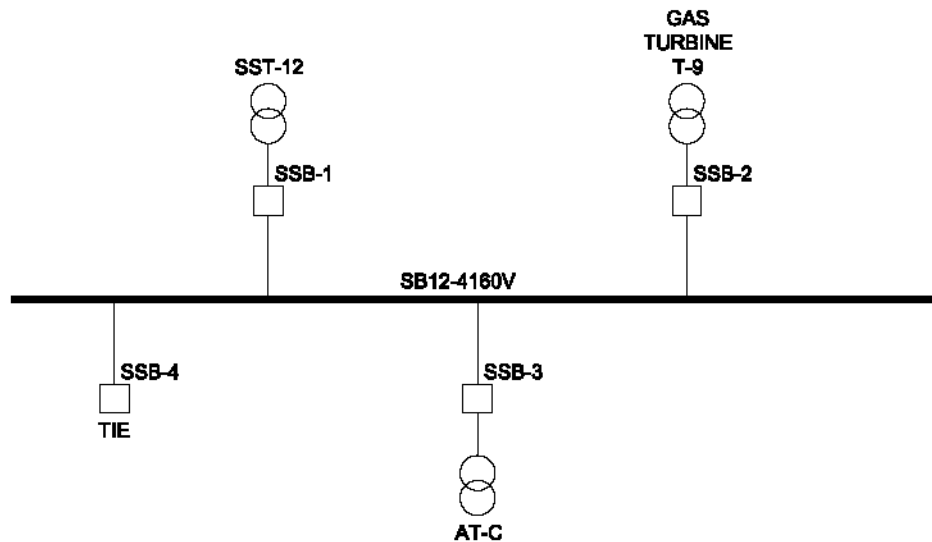 GAS
TURBINE
SST-12
T-9
SSB-1
SSB-2
SB12-4160V
SSB-4
SSB-3
TIE
AT-C